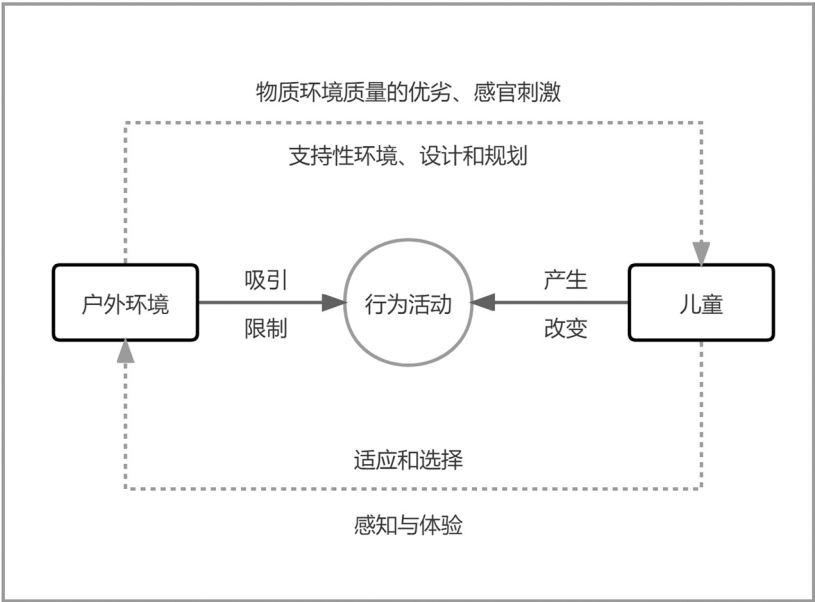 物质环境质量的优劣、感官刺激
支持性环境、设计和规划
户外环境
吸引
限制
行为活动
产生
改变
儿童
适应和选择
感知与体验